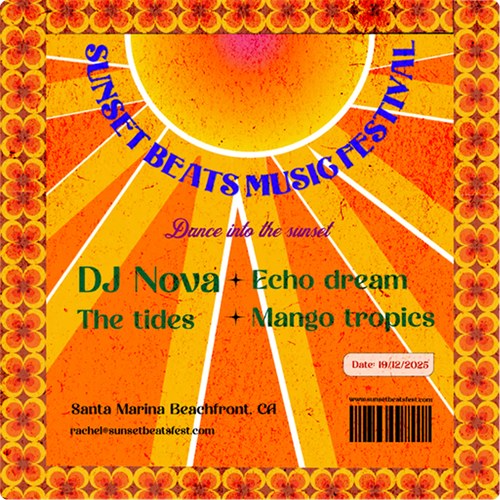 SUNSET BEATS MUSIC FESTIVAL
Dance into the sunset
DJ Nova Echo dream
The tides Mango tropics
Date: 19/12/2025
Santa Marina Beachfront, CA
www.sunsetbeatsfest.com
rachel@sunsetbeatsfest.com